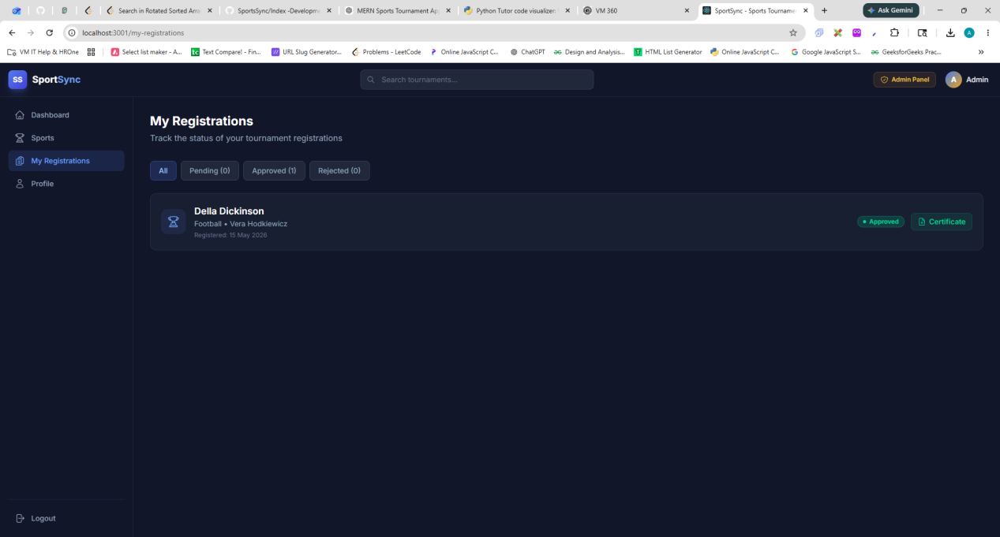 Search in Rotated Sorted Arra
SportsSync/Index -Developme
MERN Sports Tournament Ap
Python Tutor code visualizer
VM 360
SportSync - Sports Tourname
Ask Gemini
localhost:3001/my-registrations
A
VM IT Help & HROne
Select list maker - A...
Text Compare! - Fin...
URL Slug Generator...
Problems - LeetCode
Online JavaScript C...
ChatGPT
Design and Analysis...
HTML List Generator
Online JavaScript C...
Google JavaScript S...
GeeksforGeeks Prac...
SS SportSync
Search tournaments...
Admin Panel
A Admin
Dashboard
Sports
My Registrations
Profile
Logout
My Registrations
Track the status of your tournament registrations
All
Pending (0)
Approved (1)
Rejected (0)
Della Dickinson
Football • Vera Hodkiewicz
Registered: 15 May 2026
Approved
Certificate